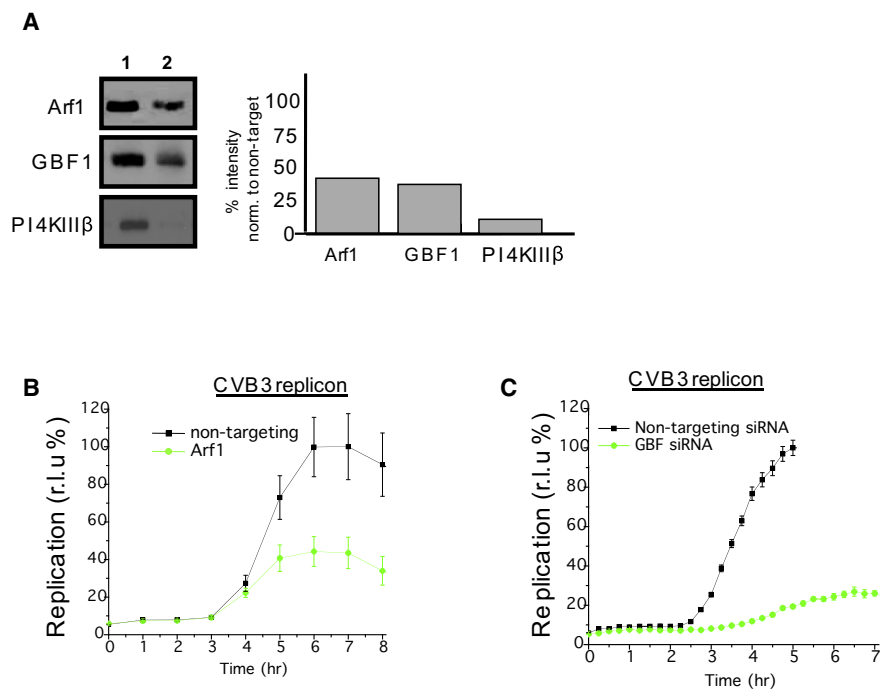 A
1 2
Arf1
GBF1
PI4KIIIβ
% intensity
norm. to non-target
100
75
50
25
0
Arf1 GBF1 PI4KIIIβ
B
CVB3 replicon
Replication (r.l.u %)
120
100
80
60
40
20
0
non-targeting
Arf1
0 1 2 3 4 5 6 7 8
Time (hr)
C
CVB3 replicon
Replication (r.l.u %)
120
100
80
60
40
20
0
Non-targeting siRNA
GBF siRNA
0 1 2 3 4 5 6 7
Time (hr)